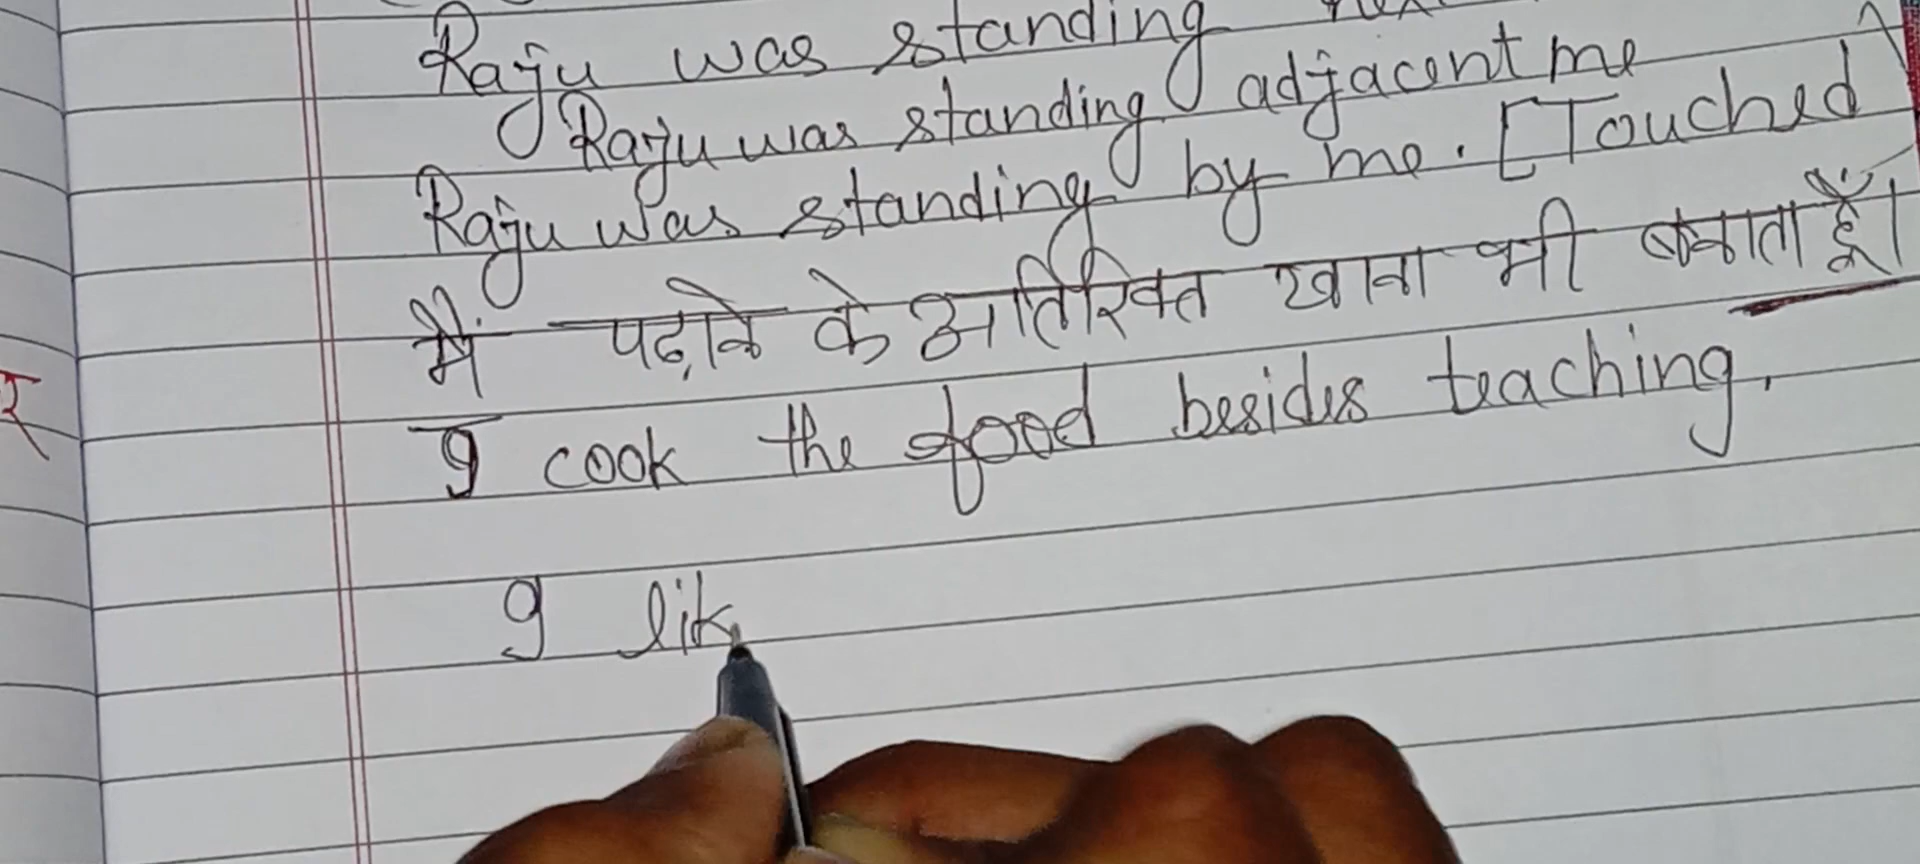 Raju was standing
Raju was standing adjacent me
Raju was standing by me. [Touched]
मैं पढ़ाने के अतिरिक्त खाना भी बनाता हूँ।
I cook the food besides teaching.
I lik
र